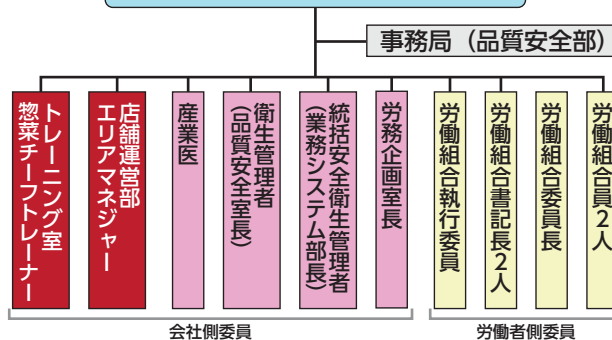 事務局（品質安全部）
トレーニング室
惣菜チーフトレーナー
店舗運営部
エリアマネジャー
産業医
衛生管理者
（品質安全室長）
統括安全衛生管理者
（業務システム部長）
労務企画室長
労働組合執行委員
労働組合書記長2人
労働組合委員長
労働組合員2人
会社側委員
労働者側委員